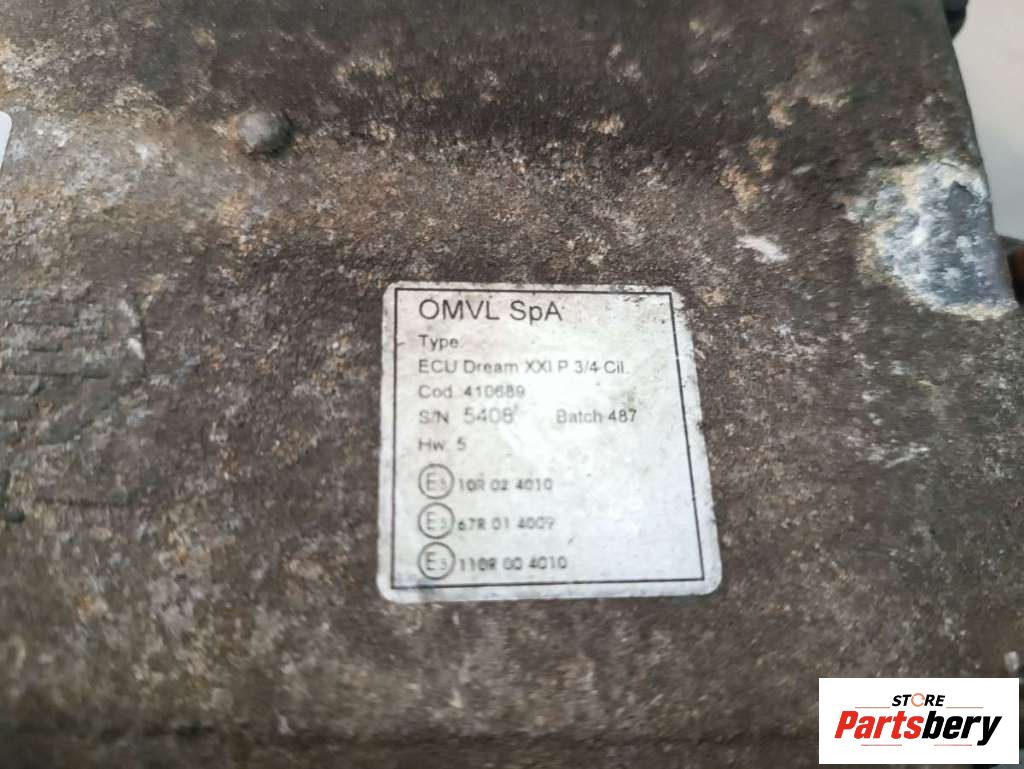 OMVL SpA
Type
ECU Dream XXI P 3/4 Cil.
Cod. 410689
S/N 5408 Batch 487
Hw. 5
E3 10R 02 4010
E3 67R 01 4009
E3 110R 00 4010
STORE
Partsbery